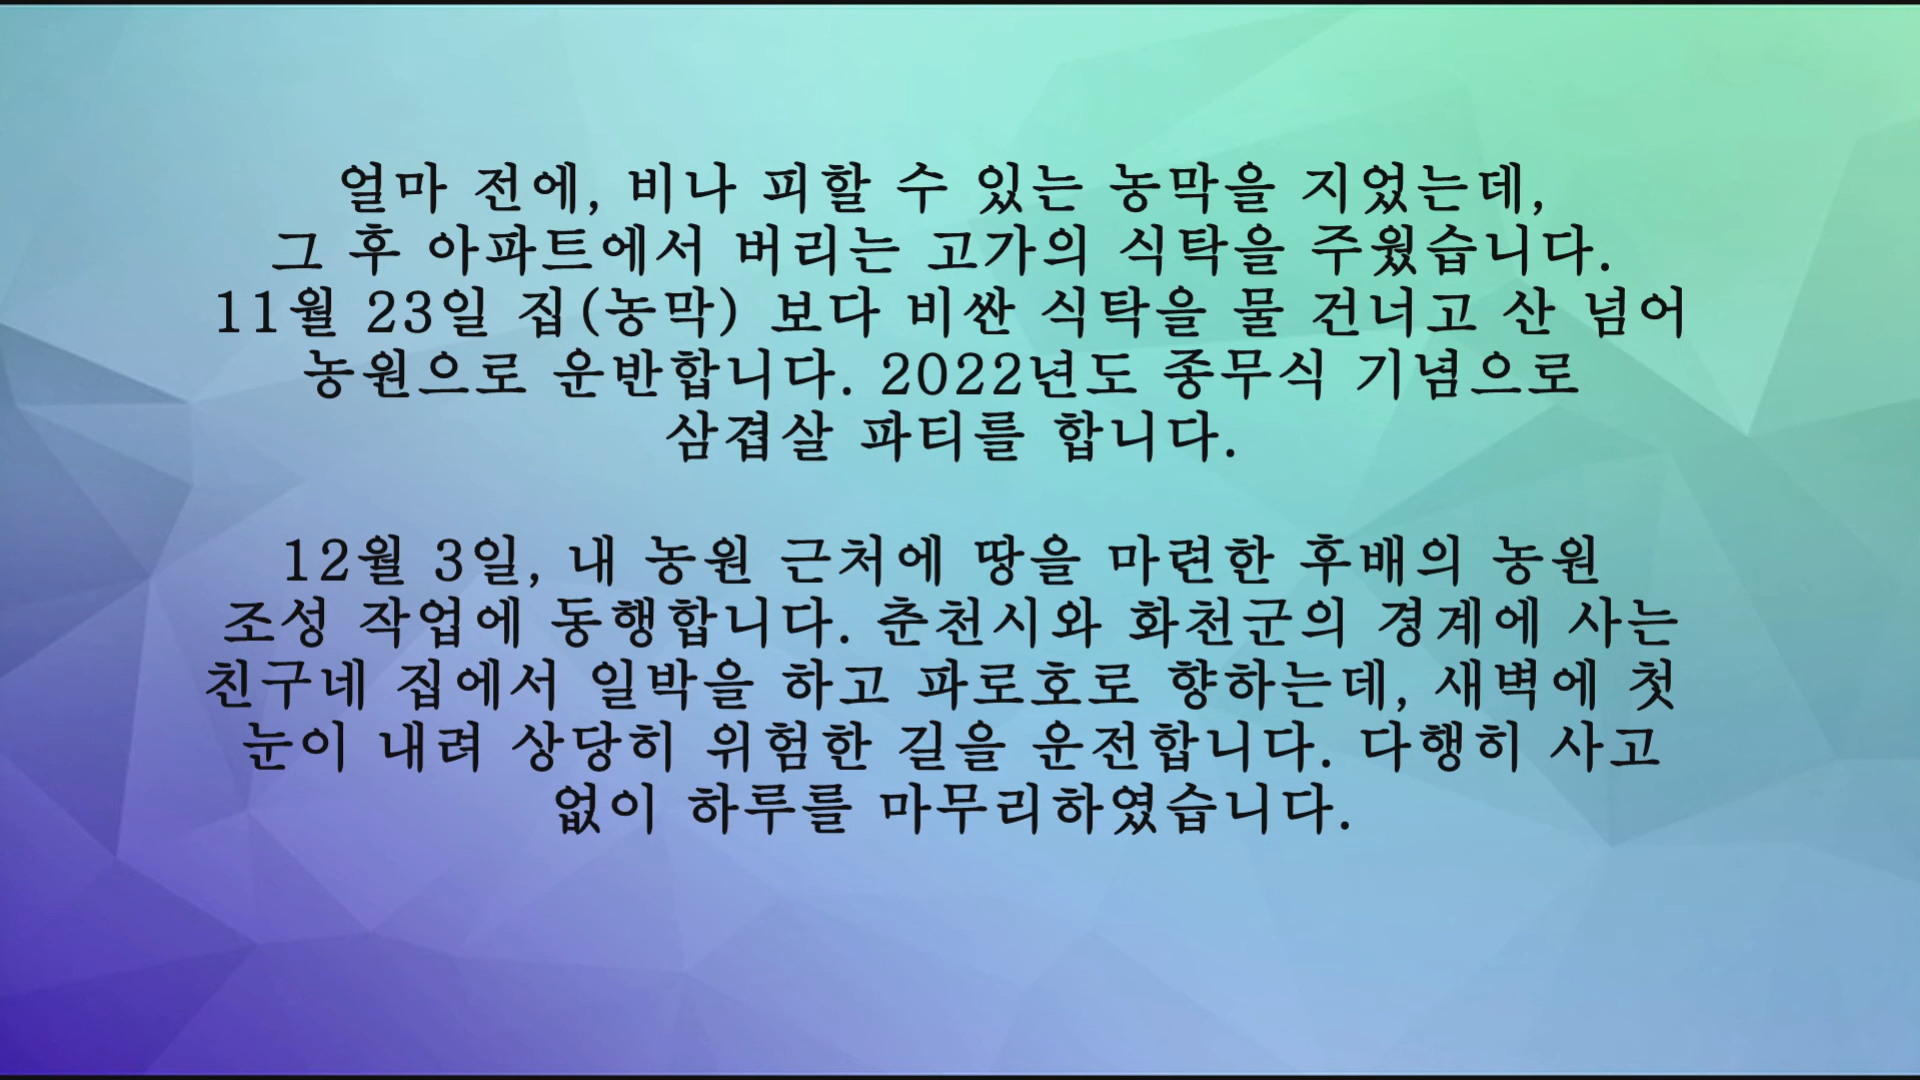 얼마 전에, 비나 피할 수 있는 농막을 지었는데,
그 후 아파트에서 버리는 고가의 식탁을 주웠습니다.
11월 23일 집(농막) 보다 비싼 식탁을 물 건너고 산 넘어
농원으로 운반합니다. 2022년도 종무식 기념으로
삼겹살 파티를 합니다.
12월 3일, 내 농원 근처에 땅을 마련한 후배의 농원
조성 작업에 동행합니다. 춘천시와 화천군의 경계에 사는
친구네 집에서 일박을 하고 파로호로 향하는데, 새벽에 첫
눈이 내려 상당히 위험한 길을 운전합니다. 다행히 사고
없이 하루를 마무리하였습니다.